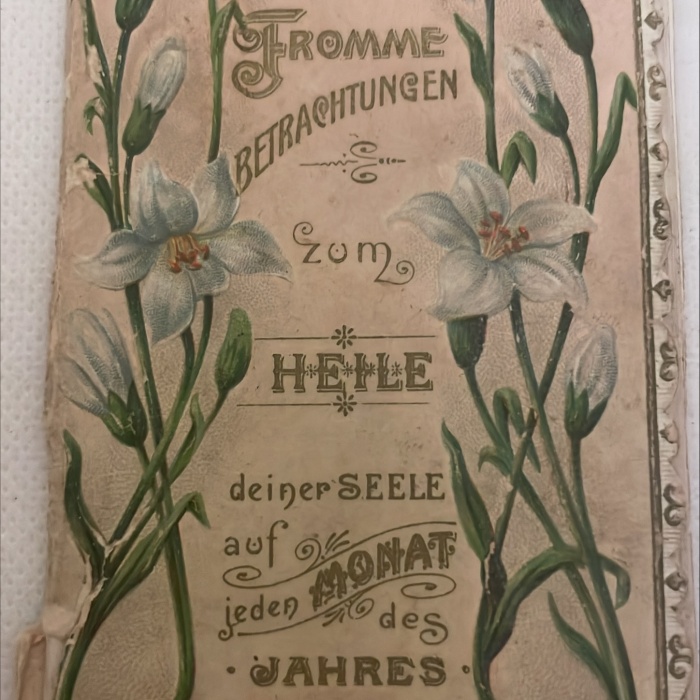 FROMME
BETRACHTUNGEN
zum
HEILE
deiner SEELE
auf MONAT
jeden des
JAHRES